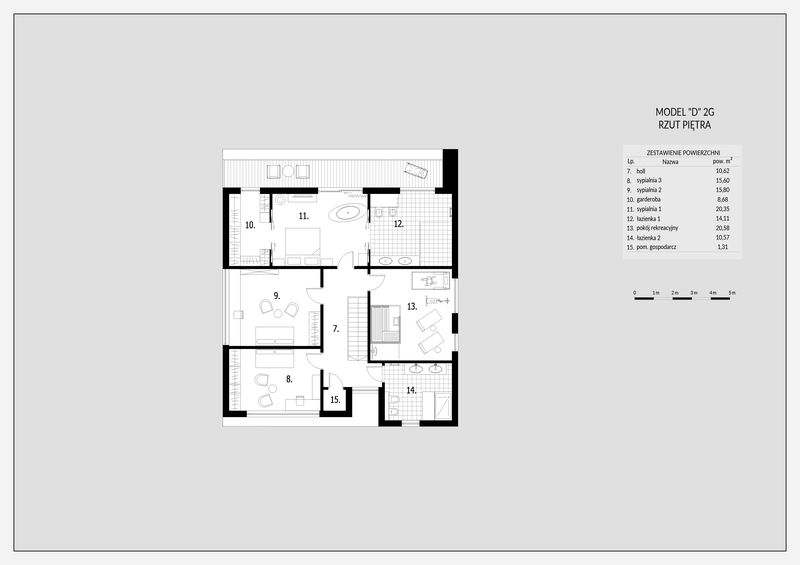 MODEL "D" 2G
RZUT PIĘTRA
ZESTAWIENIE POWIERZCHNI
Lp. Nazwa pow. m²
7. holl 10,62
8. sypialnia 3 15,60
9. sypialnia 2 15,80
10. garderoba 8,68
11. sypialnia 1 20,35
12. łazienka 1 14,11
13. pokój rekreacyjny 20,58
14. łazienka 2 10,57
15. pom. gospodarcz 1,31
0 1m 2m 3m 4m 5m
10.
11.
12.
9.
13.
7.
8.
14.
15.